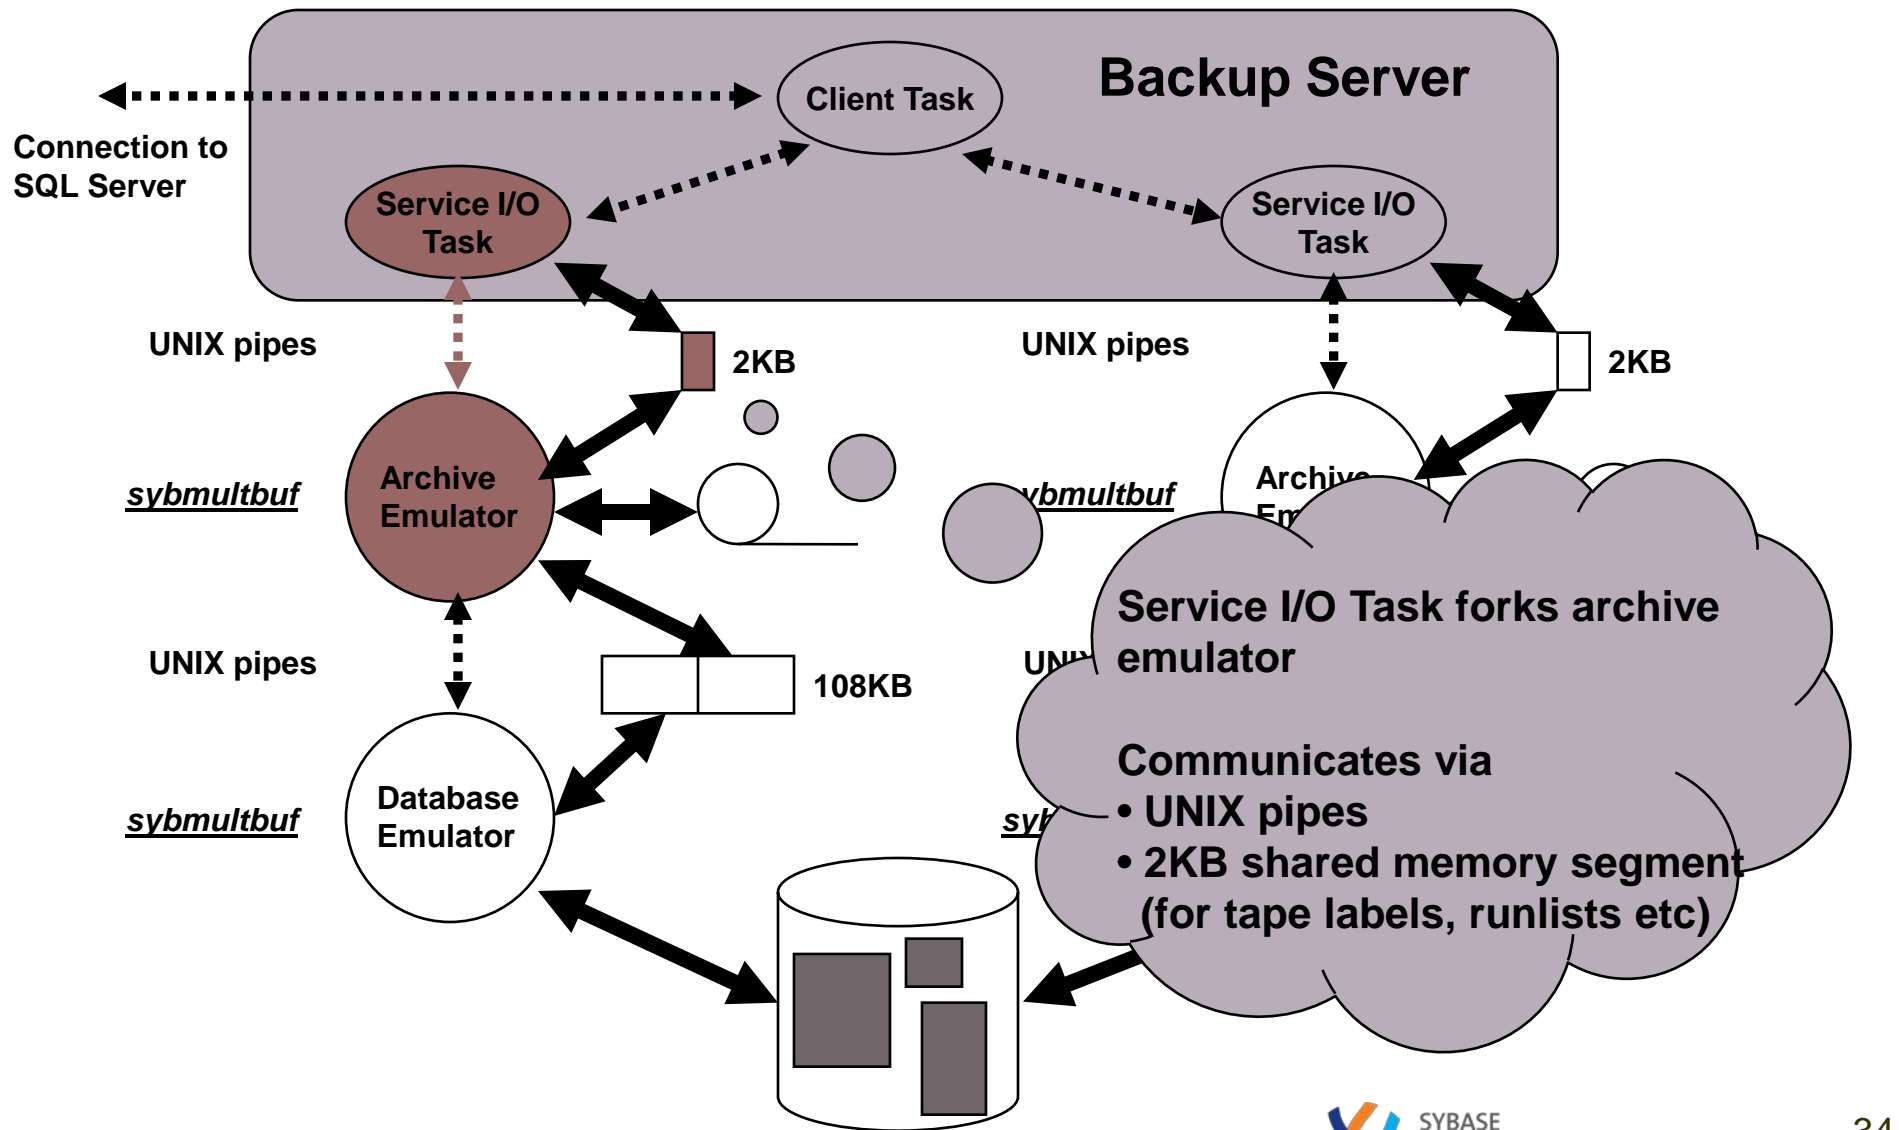 Backup Server
Client Task
Connection to
SQL Server
Service I/O
Task
Service I/O
Task
UNIX pipes
2KB
UNIX pipes
2KB
sybmultbuf
Archive
Emulator
Service I/O Task forks archive
emulator
UNIX pipes
108KB
Communicates via
• UNIX pipes
• 2KB shared memory segment
(for tape labels, runlists etc)
sybmultbuf
Database
Emulator
SYBASE
34